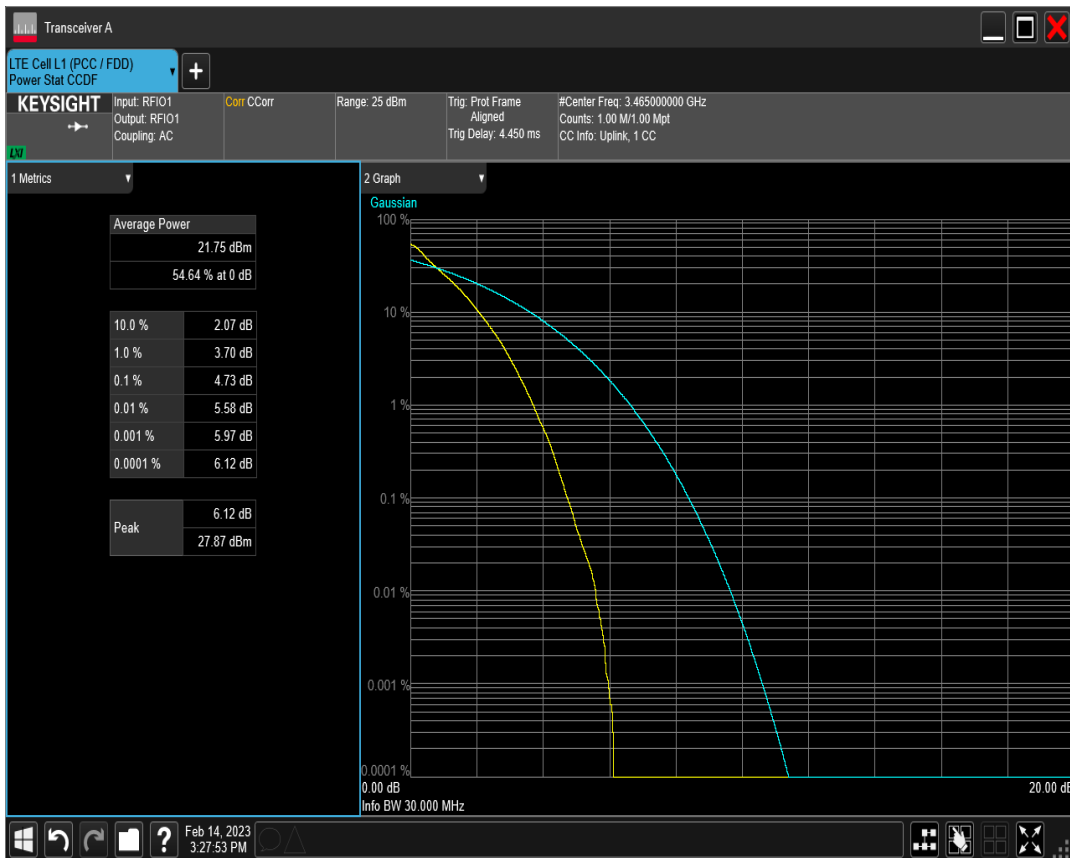 Transceiver A
LTE Cell L1 (PCC / FDD)
Power Stat CCDF
KEYSIGHT
LXI
Input: RFIO1
Output: RFIO1
Coupling: AC
Corr CCorr
Range: 25 dBm
Trig: Prot Frame
Aligned
Trig Delay: 4.450 ms
#Center Freq: 3.465000000 GHz
Counts: 1.00 M/1.00 Mpt
CC Info: Uplink, 1 CC
1 Metrics
Average Power
21.75 dBm
54.64 % at 0 dB
10.0 % 2.07 dB
1.0 % 3.70 dB
0.1 % 4.73 dB
0.01 % 5.58 dB
0.001 % 5.97 dB
0.0001 % 6.12 dB
Peak
6.12 dB
27.87 dBm
2 Graph
Gaussian
100 %
10 %
1 %
0.1 %
0.01 %
0.001 %
0.0001 %
0.00 dB 20.00 dB
Info BW 30.000 MHz
?
Feb 14, 2023
3:27:53 PM